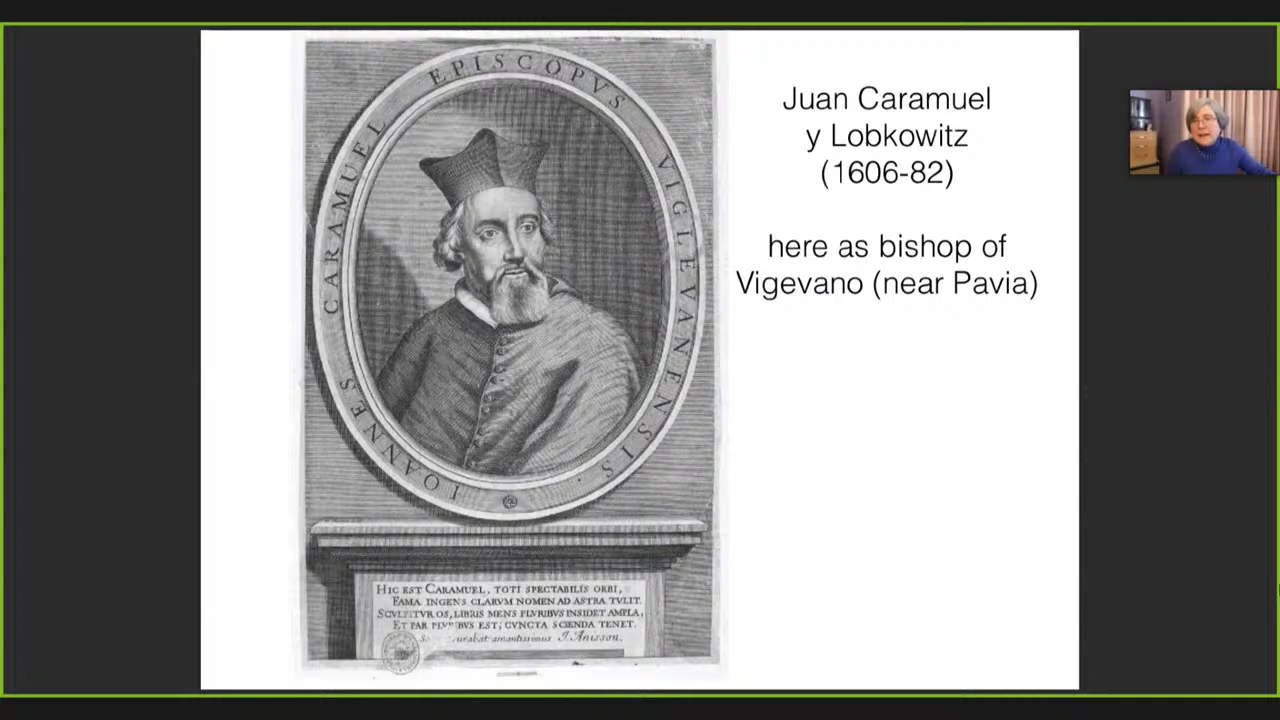 IOANNES CARAMUEL EPISCOPVS VIGLEVANENSIS.
HIC EST CARAMUEL, TOTI SPECTABILIS ORBI,
FAMA INGENS CLARVM NOMEN AD ASTRA TVLIT.
SCVLPITVR OS, LIBRIS MENS PLVRIBVS INSIDET AMPLA,
ET PAR PLVRIBVS EST; CVNCTA SCIENDA TENET.
curabat amantissimus J. Anisson.
Juan Caramuel
y Lobkowitz
(1606-82)
here as bishop of
Vigevano (near Pavia)